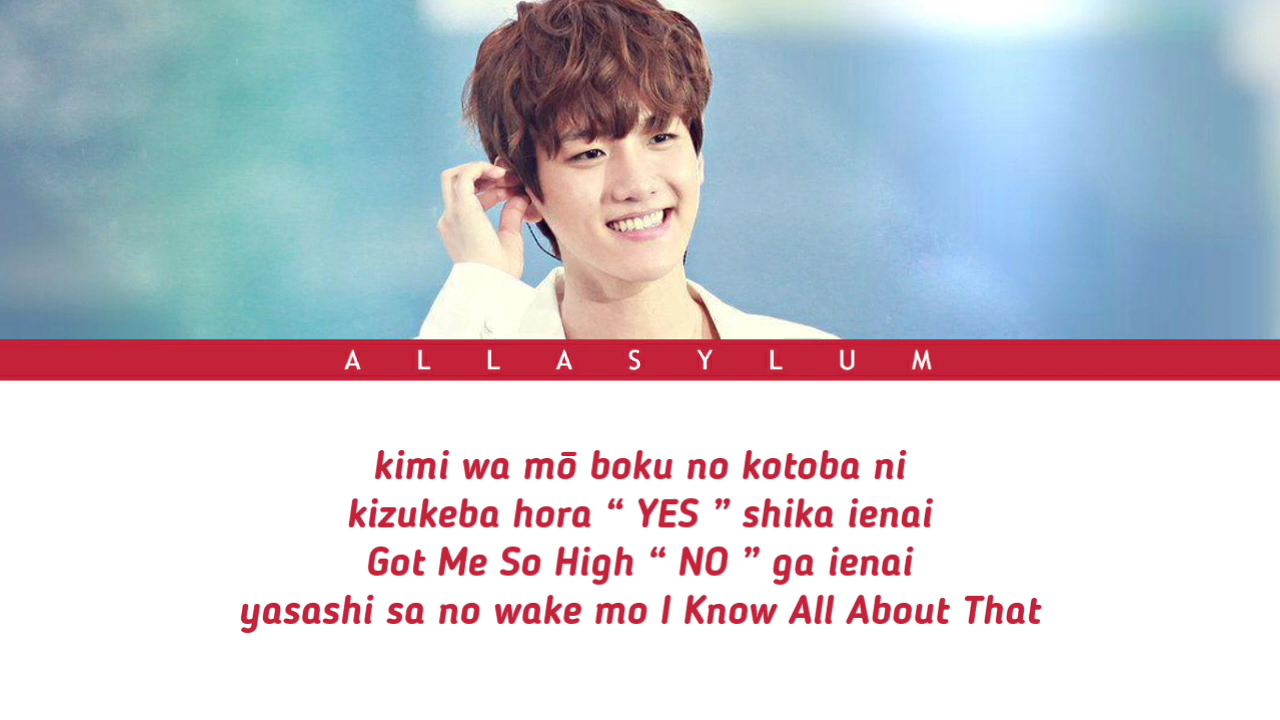 A L L A S Y L U M
kimi wa mō boku no kotoba ni
kizukeba hora “ YES ” shika ienai
Got Me So High “ NO ” ga ienai
yasashi sa no wake mo I Know All About That